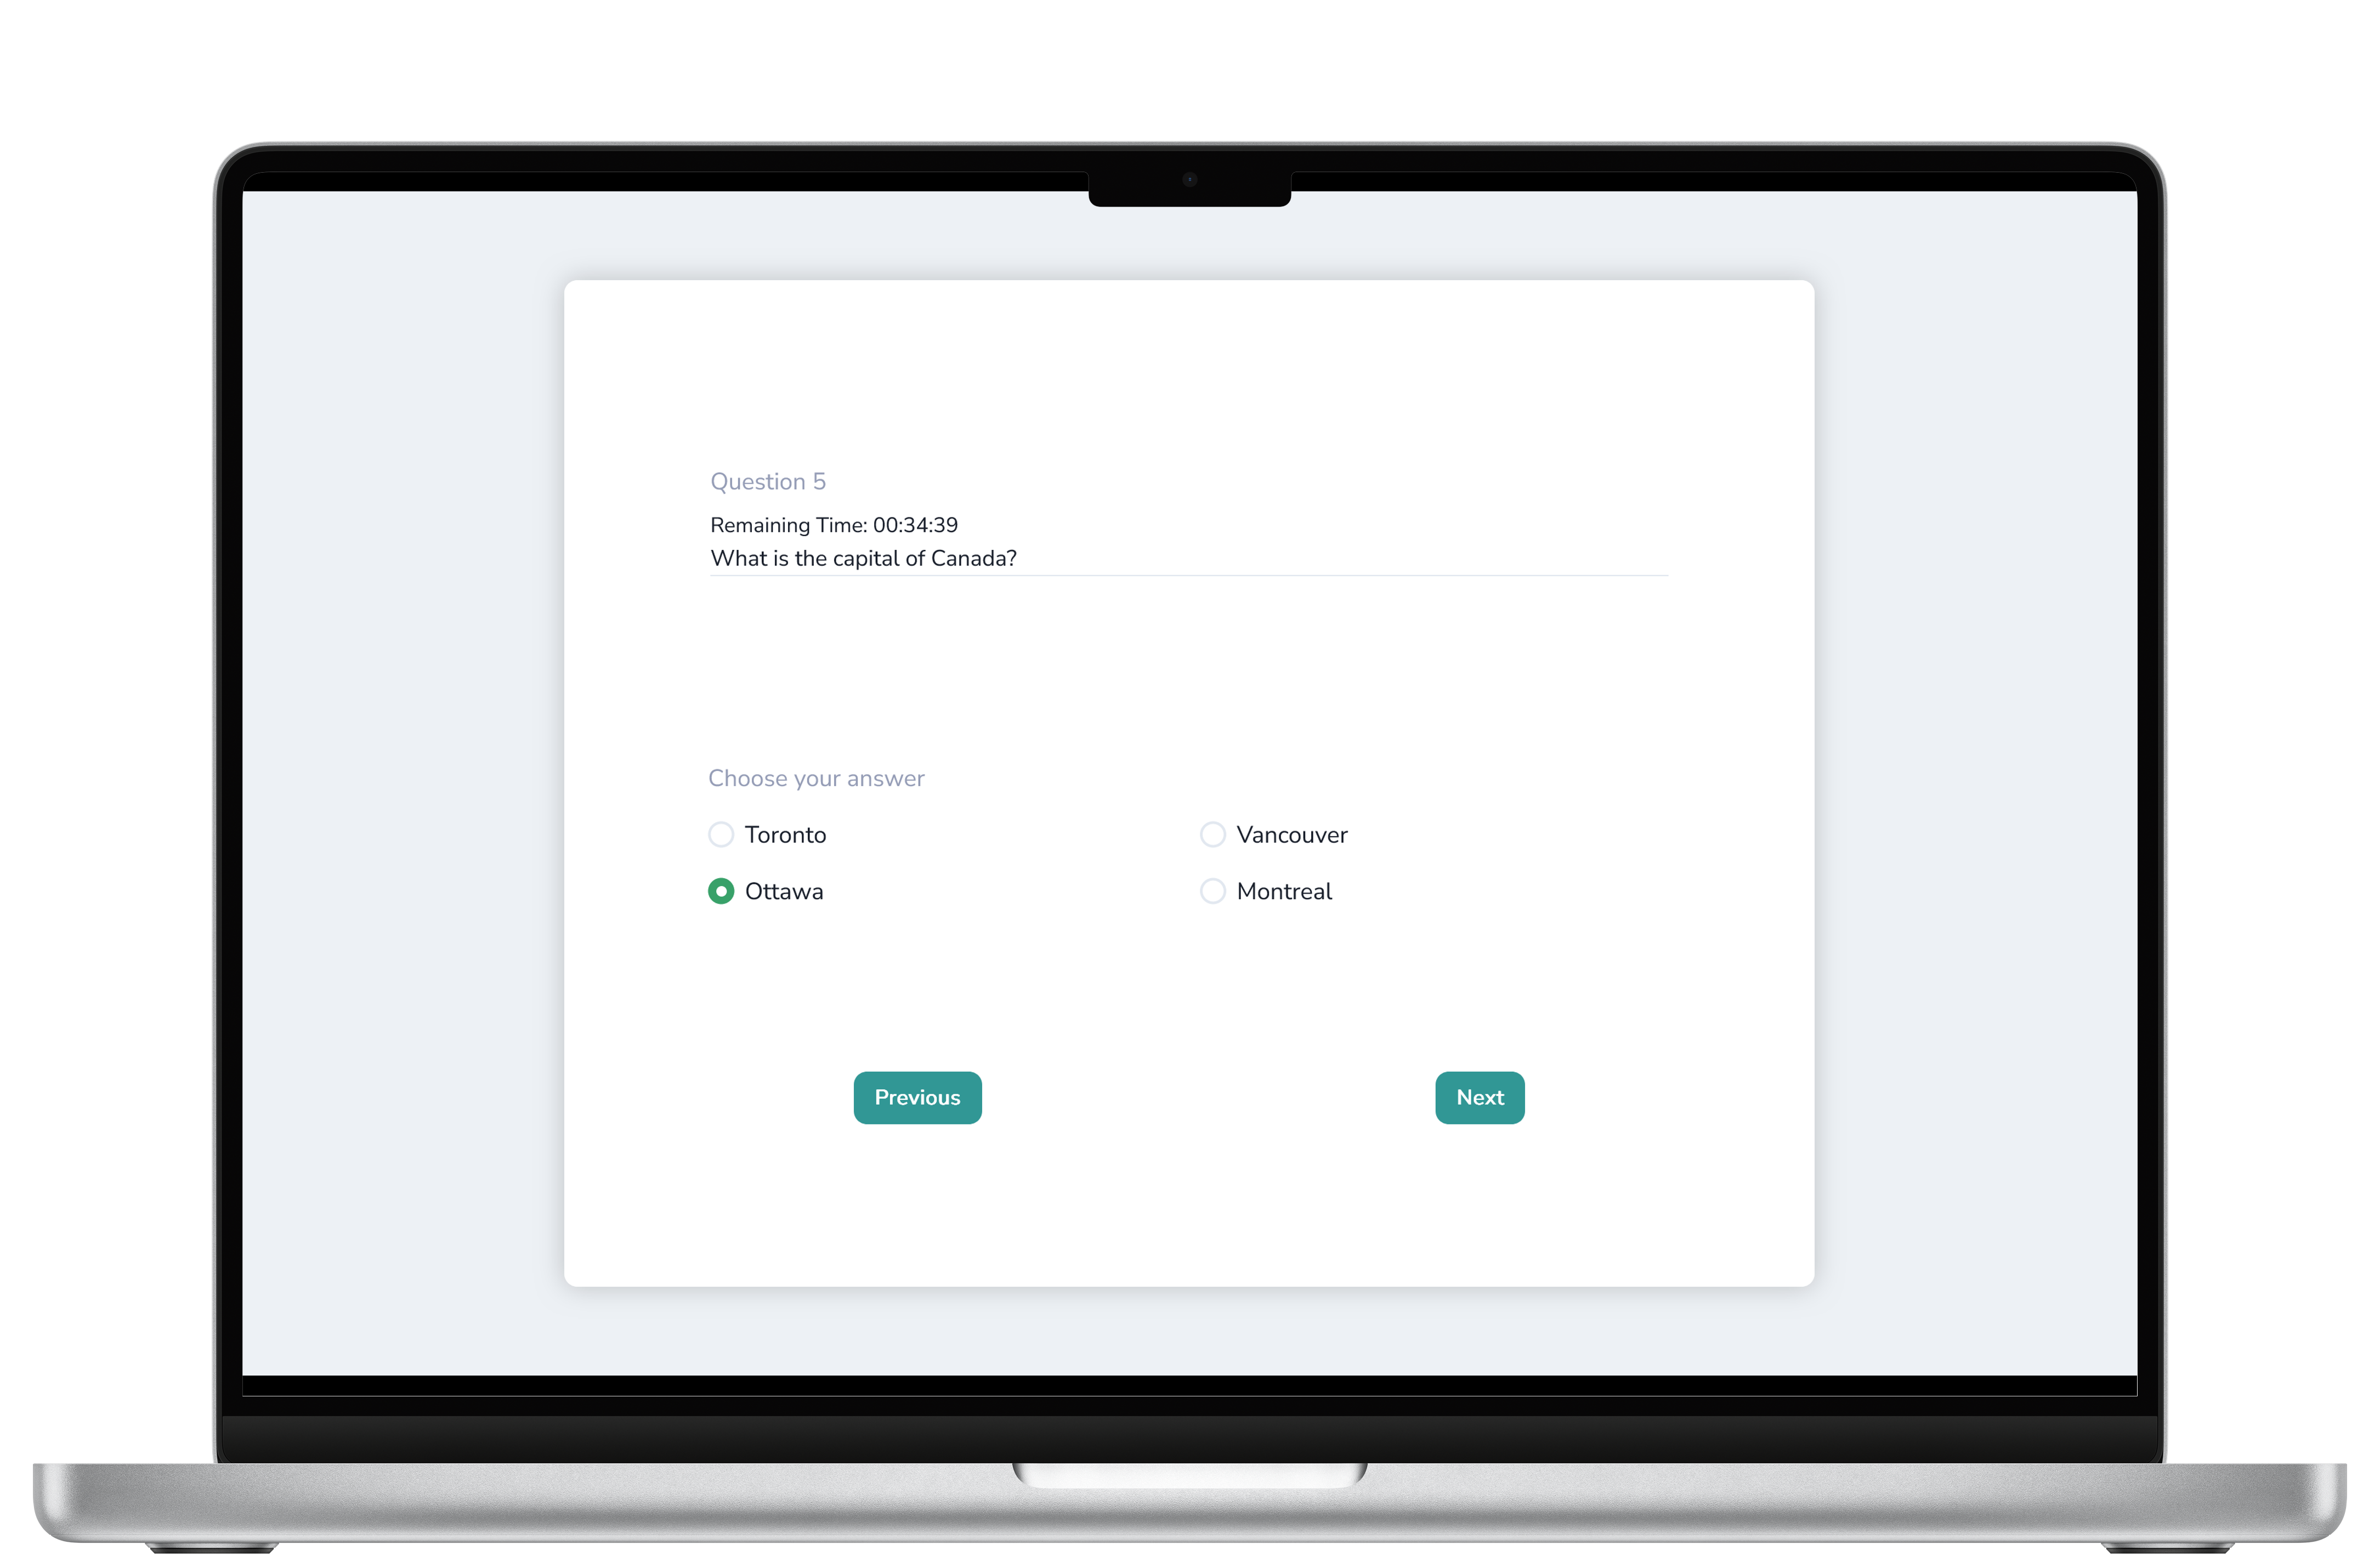 Question 5
Remaining Time: 00:34:39
What is the capital of Canada?
Choose your answer
Toronto
Vancouver
Ottawa
Montreal
Previous
Next